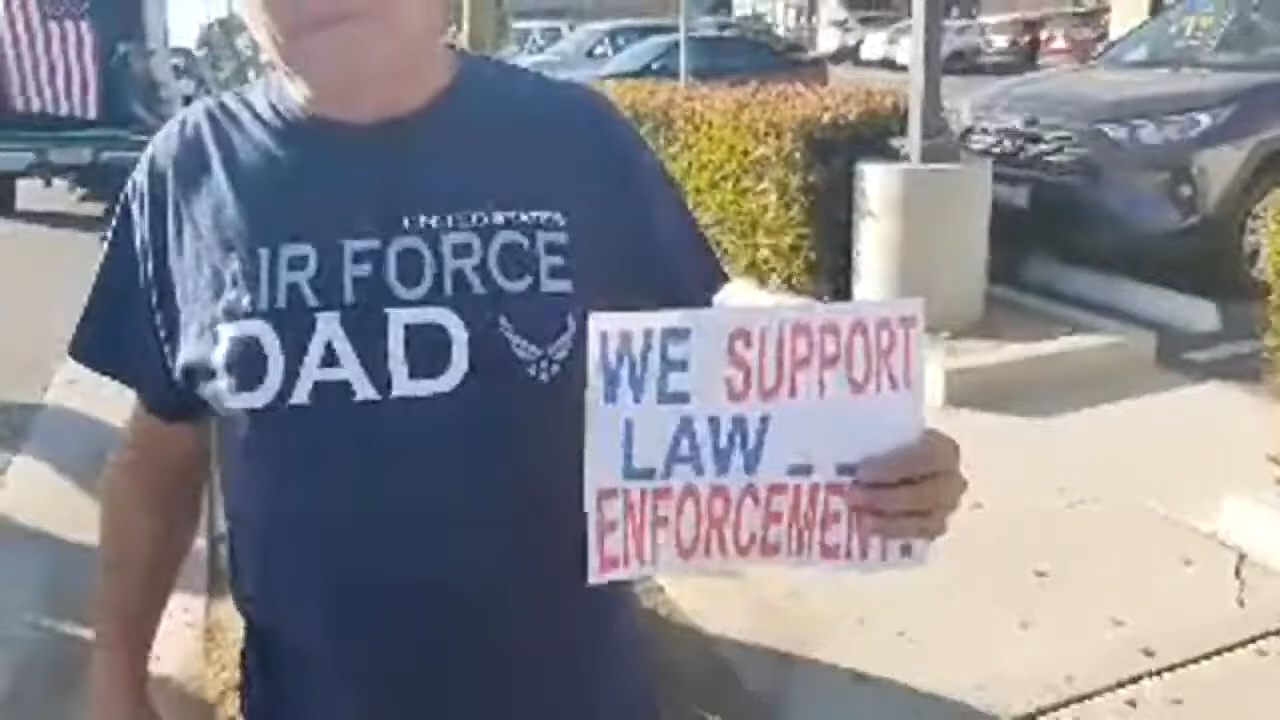 UNITED STATES
AIR FORCE
DAD
WE SUPPORT
LAW
ENFORCEMENT.